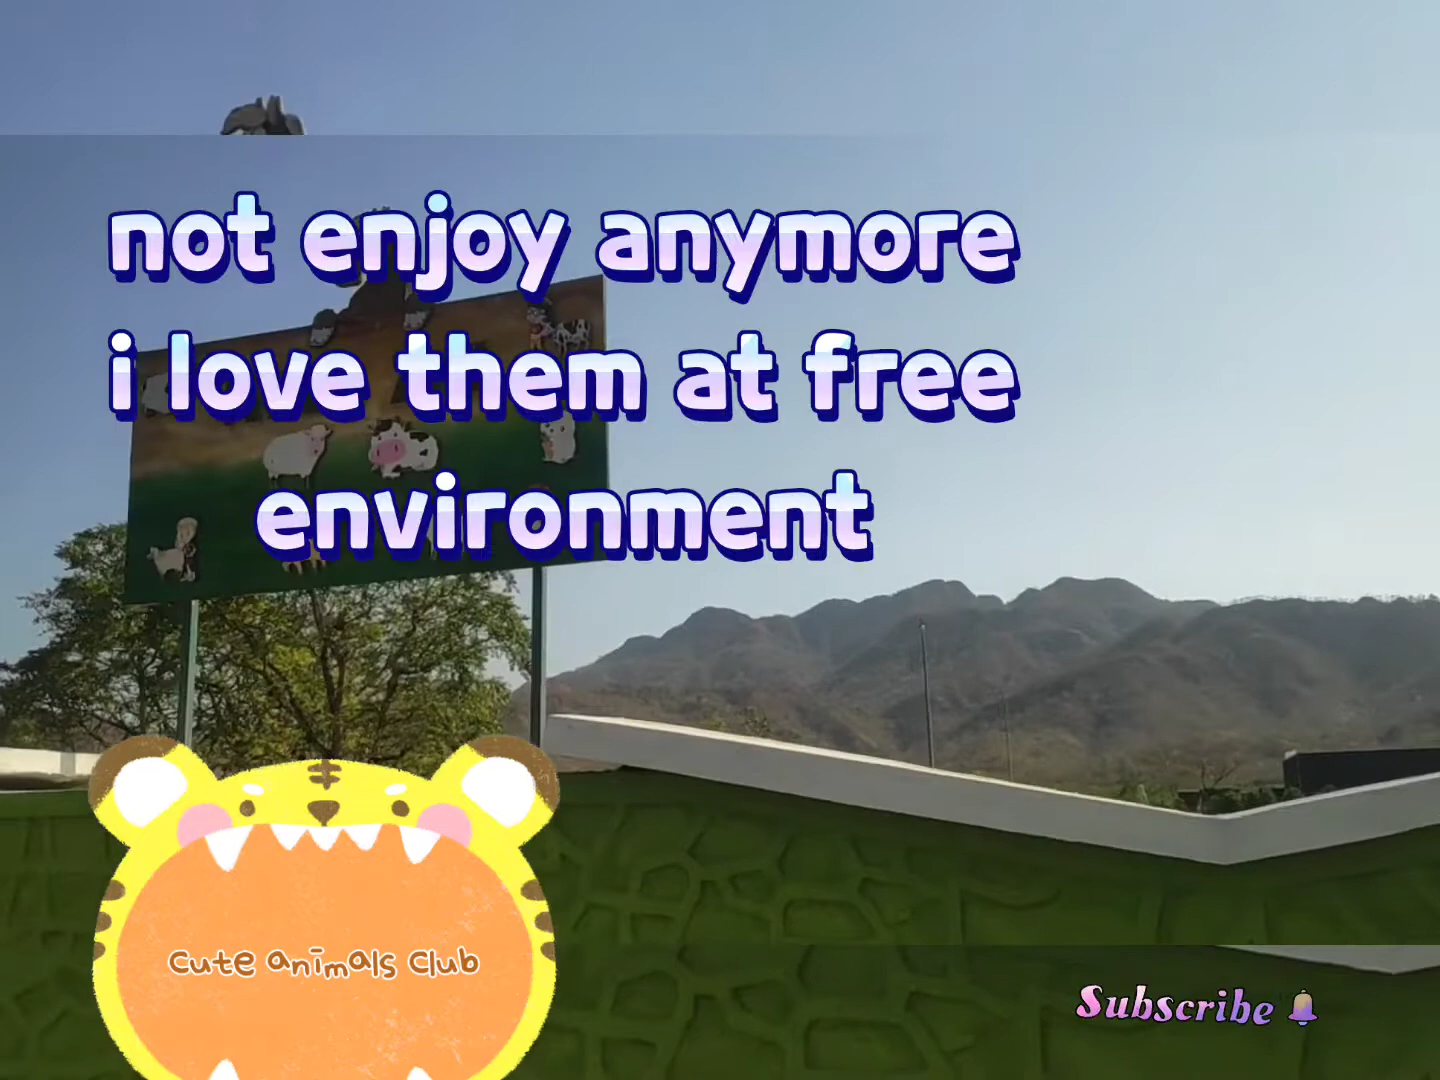 not enjoy anymore
i love them at free
environment
cute animals club
Subscribe